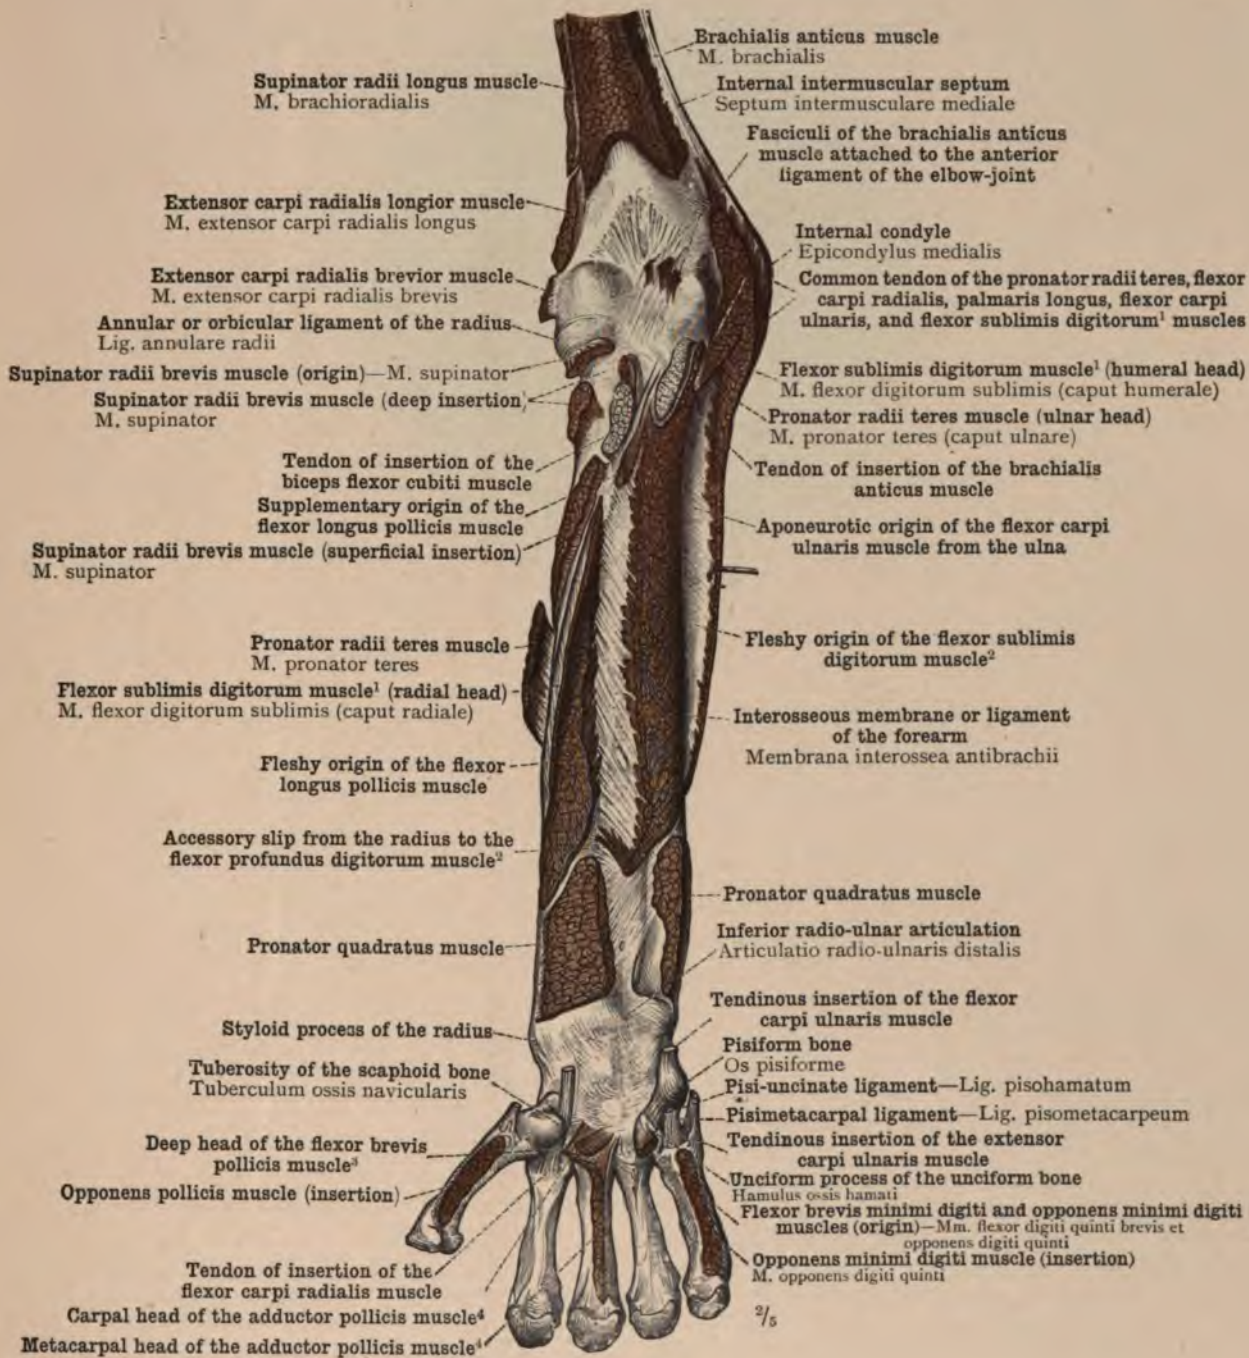 Supinator radii longus muscle
M. brachioradialis
Extensor carpi radialis longior muscle
M. extensor carpi radialis longus
Extensor carpi radialis brevior muscle
M. extensor carpi radialis brevis
Annular or orbicular ligament of the radius
Lig. annulare radii
Supinator radii brevis muscle (origin)—M. supinator
Supinator radii brevis muscle (deep insertion)
M. supinator
Tendon of insertion of the
biceps flexor cubiti muscle
Supplementary origin of the
flexor longus pollicis muscle
Supinator radii brevis muscle (superficial insertion)
M. supinator
Pronator radii teres muscle
M. pronator teres
Flexor sublimis digitorum muscle¹ (radial head)
M. flexor digitorum sublimis (caput radiale)
Fleshy origin of the flexor
longus pollicis muscle
Accessory slip from the radius to the
flexor profundus digitorum muscle²
Pronator quadratus muscle
Styloid process of the radius
Tuberosity of the scaphoid bone
Tuberculum ossis navicularis
Deep head of the flexor brevis
pollicis muscle³
Opponens pollicis muscle (insertion)
Tendon of insertion of the
flexor carpi radialis muscle
Carpal head of the adductor pollicis muscle⁴
Metacarpal head of the adductor pollicis muscle⁴
Brachialis anticus muscle
M. brachialis
Internal intermuscular septum
Septum intermusculare mediale
Fasciculi of the brachialis anticus
muscle attached to the anterior
ligament of the elbow-joint
Internal condyle
Epicondylus medialis
Common tendon of the pronator radii teres, flexor
carpi radialis, palmaris longus, flexor carpi
ulnaris, and flexor sublimis digitorum¹ muscles
Flexor sublimis digitorum muscle¹ (humeral head)
M. flexor digitorum sublimis (caput humerale)
Pronator radii teres muscle (ulnar head)
M. pronator teres (caput ulnare)
Tendon of insertion of the brachialis
anticus muscle
Aponeurotic origin of the flexor carpi
ulnaris muscle from the ulna
Fleshy origin of the flexor sublimis
digitorum muscle²
Interosseous membrane or ligament
of the forearm
Membrana interossea antibrachii
Pronator quadratus muscle
Inferior radio-ulnar articulation
Articulatio radio-ulnaris distalis
Tendinous insertion of the flexor
carpi ulnaris muscle
Pisiform bone
Os pisiforme
Pisi-uncinate ligament—Lig. pisohamatum
Pisimetacarpal ligament—Lig. pisometacarpeum
Tendinous insertion of the extensor
carpi ulnaris muscle
Unciform process of the unciform bone
Hamulus ossis hamati
Flexor brevis minimi digiti and opponens minimi digiti
muscles (origin)—Mm. flexor digiti quinti brevis et
opponens digiti quinti
Opponens minimi digiti muscle (insertion)
M. opponens digiti quinti
2/5